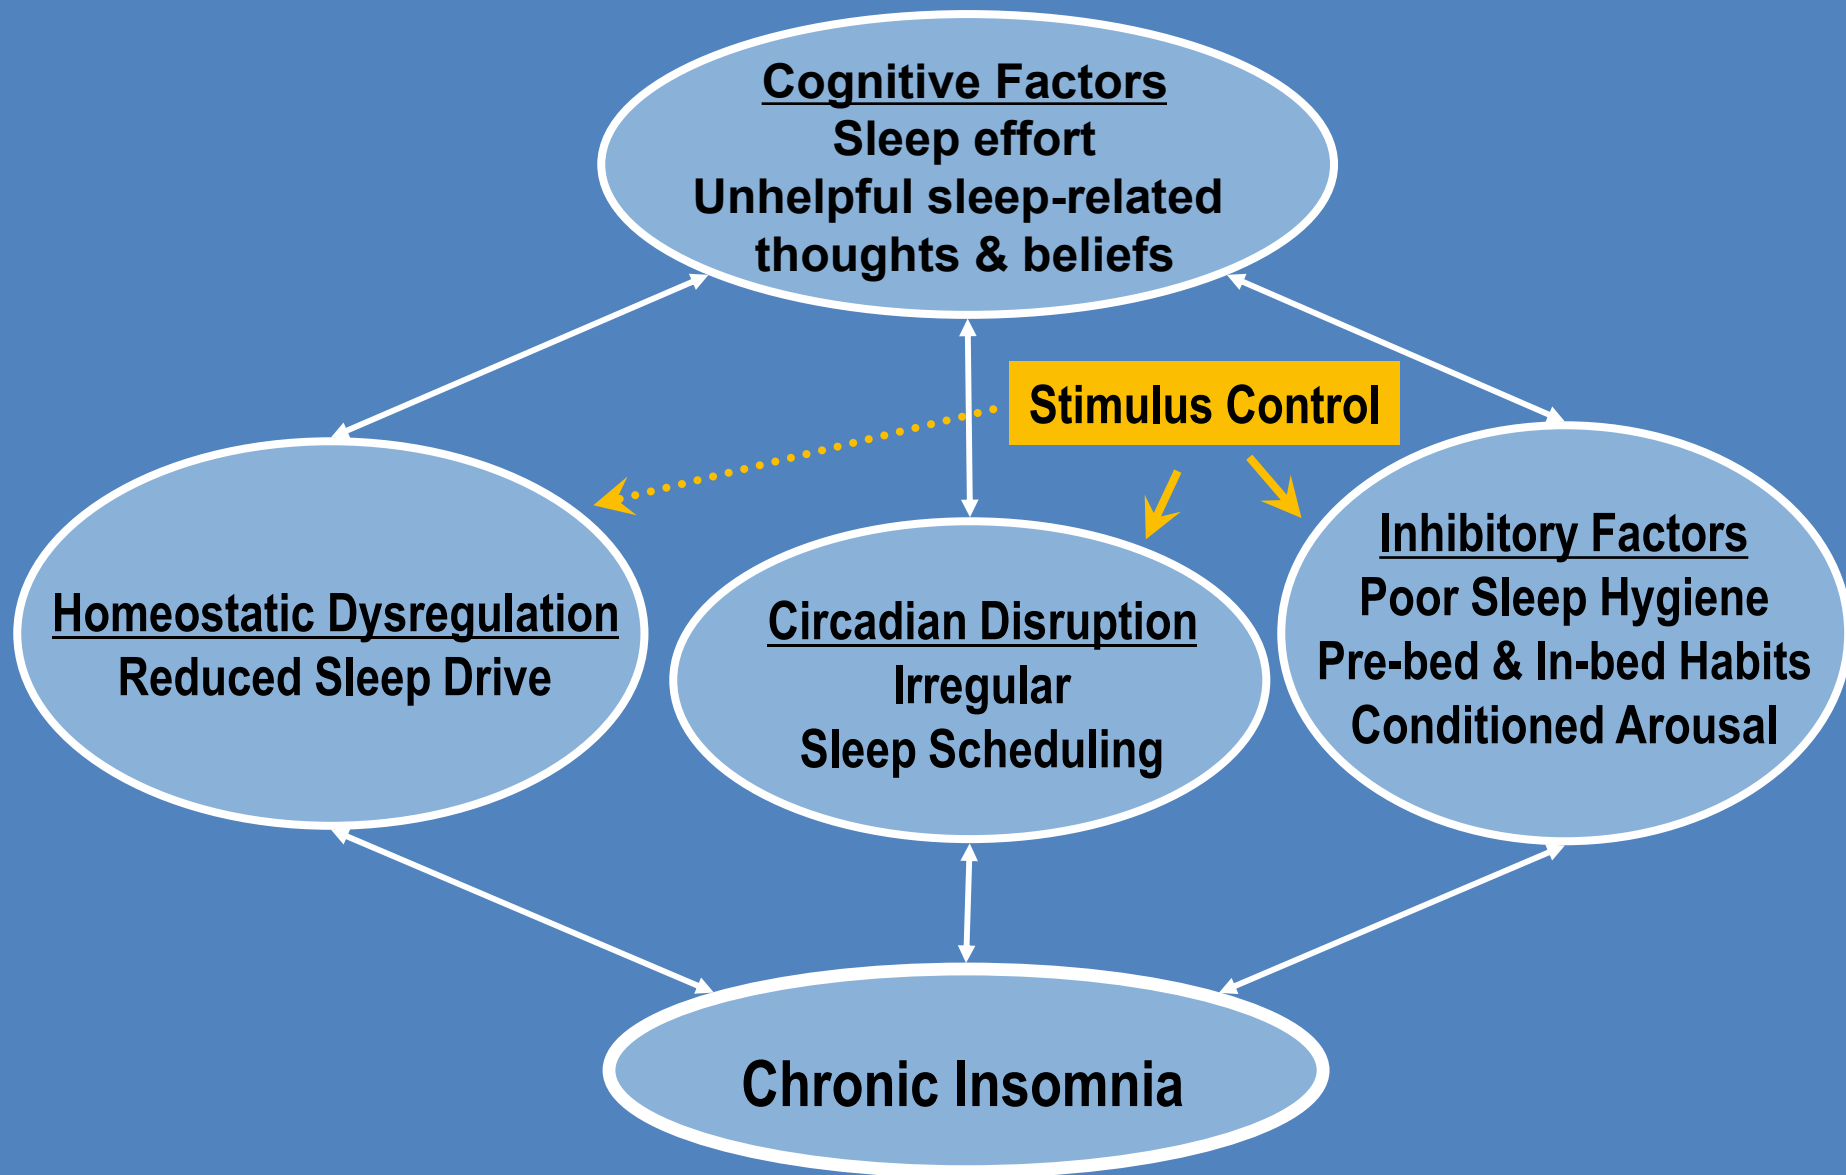 Cognitive Factors
Sleep effort
Unhelpful sleep-related
thoughts & beliefs
Stimulus Control
Homeostatic Dysregulation
Reduced Sleep Drive
Circadian Disruption
Irregular
Sleep Scheduling
Inhibitory Factors
Poor Sleep Hygiene
Pre-bed & In-bed Habits
Conditioned Arousal
Chronic Insomnia